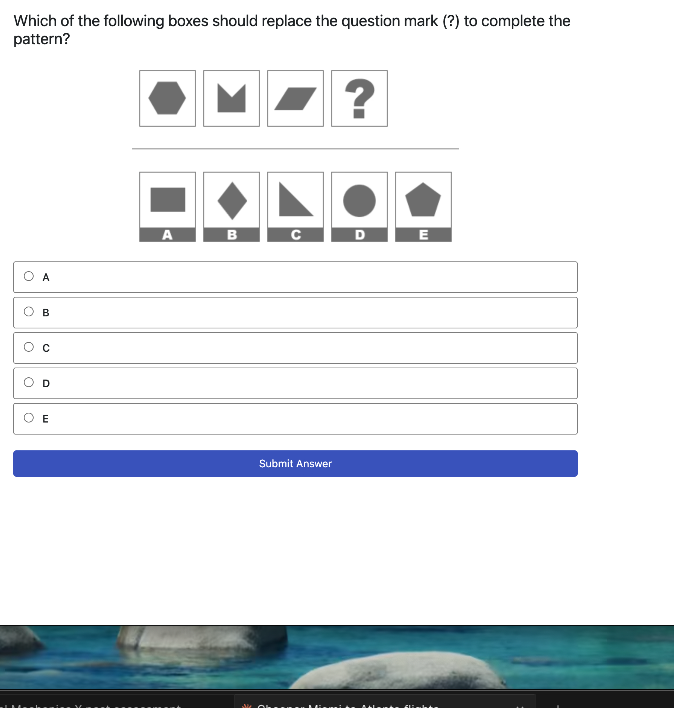 Which of the following boxes should replace the question mark (?) to complete the
pattern?
?
A B C D E
A
B
C
D
E
Submit Answer